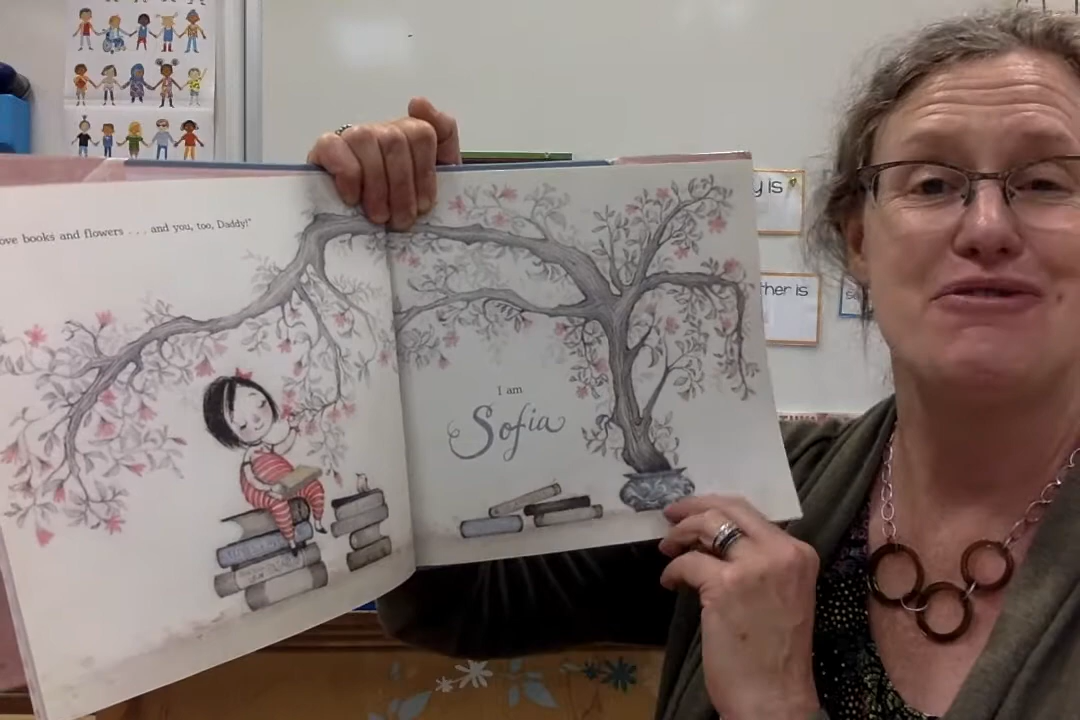 ove books and flowers . . . and you, too, Daddy!"
I am
Sofia
y is
ther is